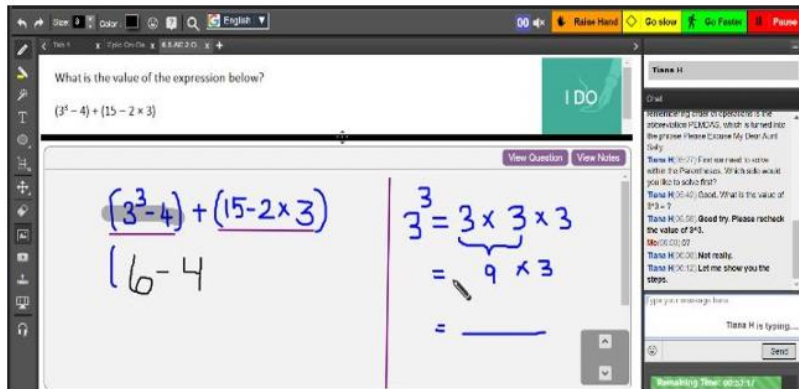 Size: Color: English 00 Raise Hand Go slow Go Faster Pause
What is the value of the expression below?
(3³ – 4) + (15 – 2 × 3)
I DO
View Question View Notes
(3³-4) + (15-2×3)
(6-4
3³ = 3 × 3 × 3
= 9 × 3
=
Tiana H
Chat
remembering order of operations is the
abbreviation PEMDAS, which is turned into
the phrase Please Excuse My Dear Aunt
Sally.
First we need to solve
within the Parentheses. Which side would
you like to solve first?
Tiana H Good. What is the value of
3^3 = ?
Tiana H Good try. Please recheck
the value of 3^3.
Tiana H Not really.
Tiana H Let me show you the
steps.
Type your message here
Tiana H is typing....
Send
Remaining Time: